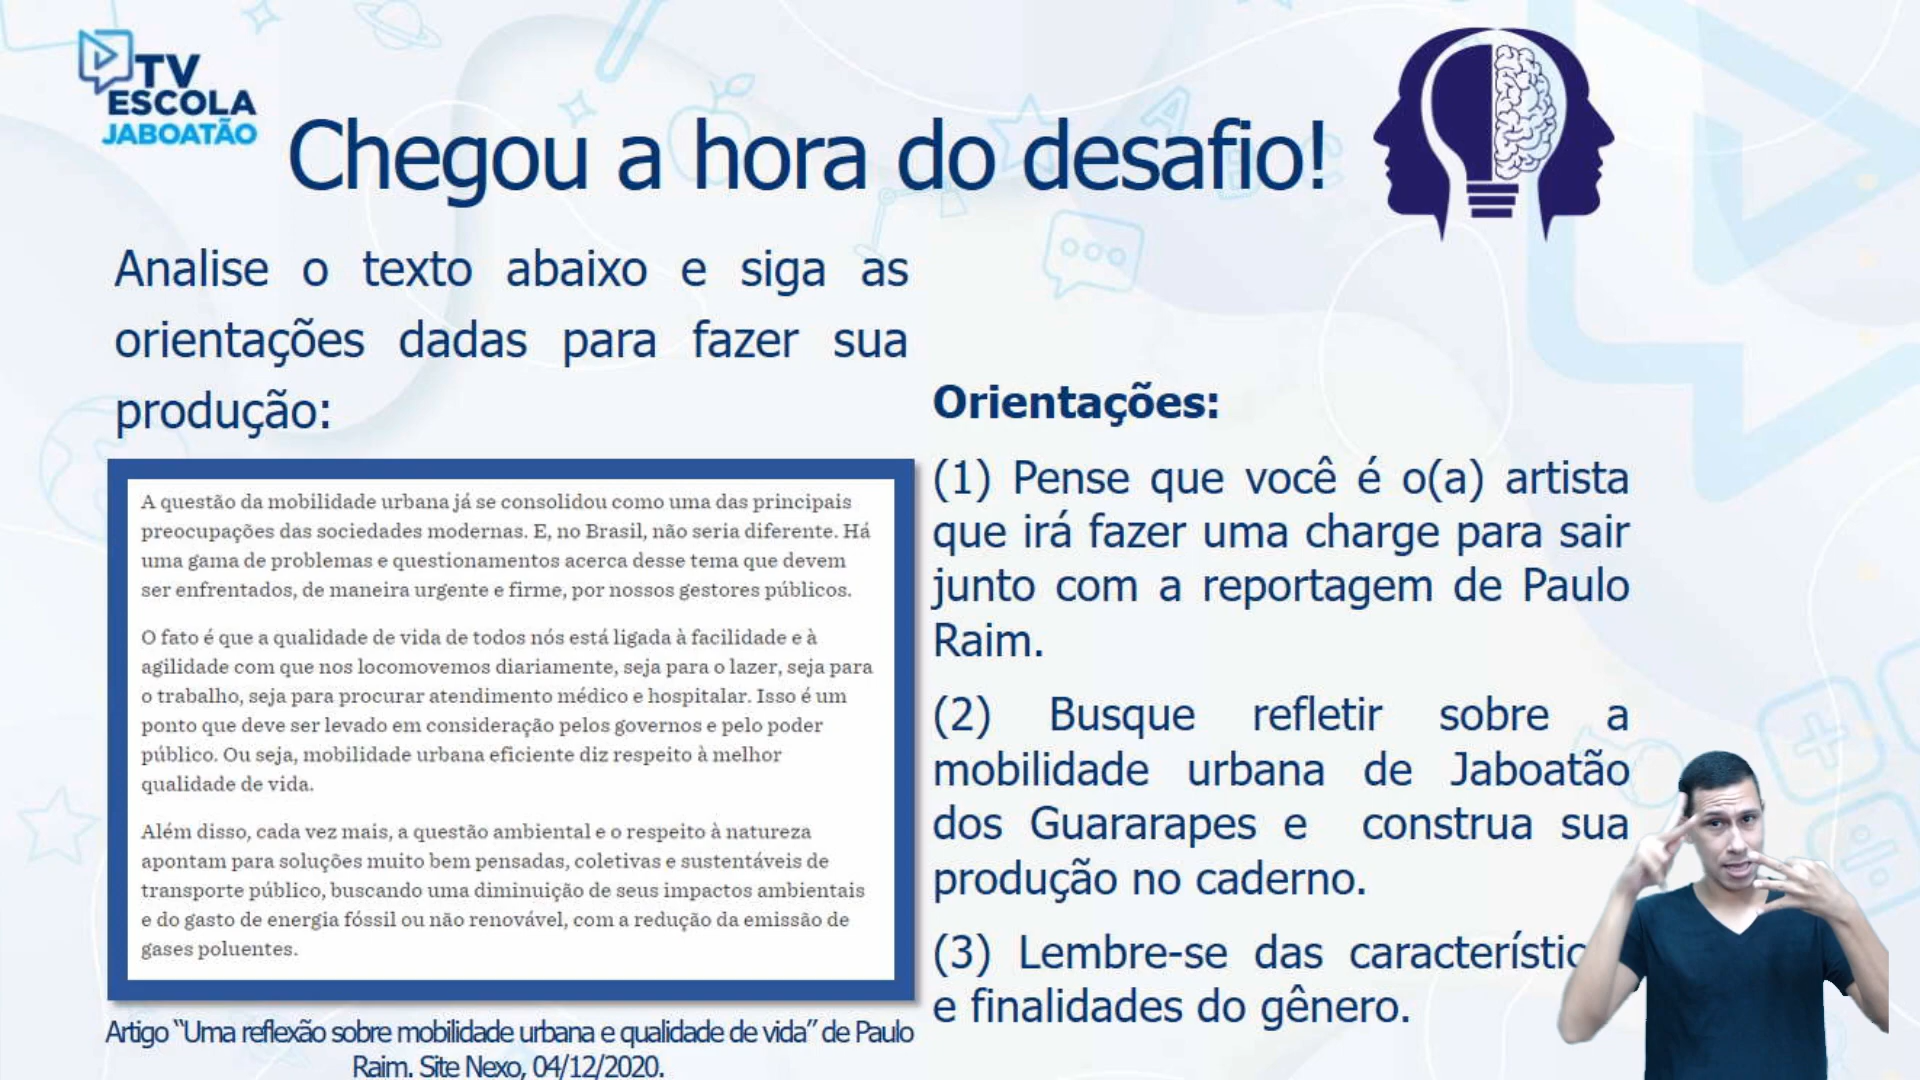 TV
ESCOLA
JABOATÃO
Chegou a hora do desafio!
Analise o texto abaixo e siga as
orientações dadas para fazer sua
produção:
A questão da mobilidade urbana já se consolidou como uma das principais
preocupações das sociedades modernas. E, no Brasil, não seria diferente. Há
uma gama de problemas e questionamentos acerca desse tema que devem
ser enfrentados, de maneira urgente e firme, por nossos gestores públicos.
O fato é que a qualidade de vida de todos nós está ligada à facilidade e à
agilidade com que nos locomovemos diariamente, seja para o lazer, seja para
o trabalho, seja para procurar atendimento médico e hospitalar. Isso é um
ponto que deve ser levado em consideração pelos governos e pelo poder
público. Ou seja, mobilidade urbana eficiente diz respeito à melhor
qualidade de vida.
Além disso, cada vez mais, a questão ambiental e o respeito à natureza
apontam para soluções muito bem pensadas, coletivas e sustentáveis de
transporte público, buscando uma diminuição de seus impactos ambientais
e do gasto de energia fóssil ou não renovável, com a redução da emissão de
gases poluentes.
Artigo “Uma reflexão sobre mobilidade urbana e qualidade de vida” de Paulo
Raim. Site Nexo, 04/12/2020.
Orientações:
(1) Pense que você é o(a) artista
que irá fazer uma charge para sair
junto com a reportagem de Paulo
Raim.
(2) Busque refletir sobre a
mobilidade urbana de Jaboatão
dos Guararapes e construa sua
produção no caderno.
(3) Lembre-se das característic
e finalidades do gênero.